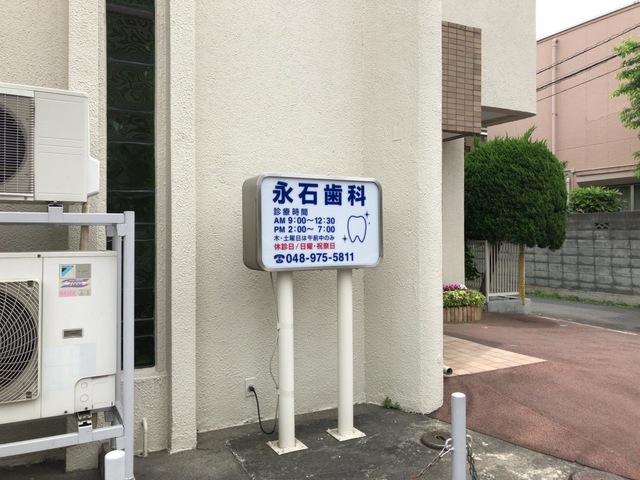 永石歯科
診療時間
AM 9:00〜12:30
PM 2:00〜 7:00
木・土曜日は午前中のみ
休診日/日曜・祝祭日
☎048-975-5811